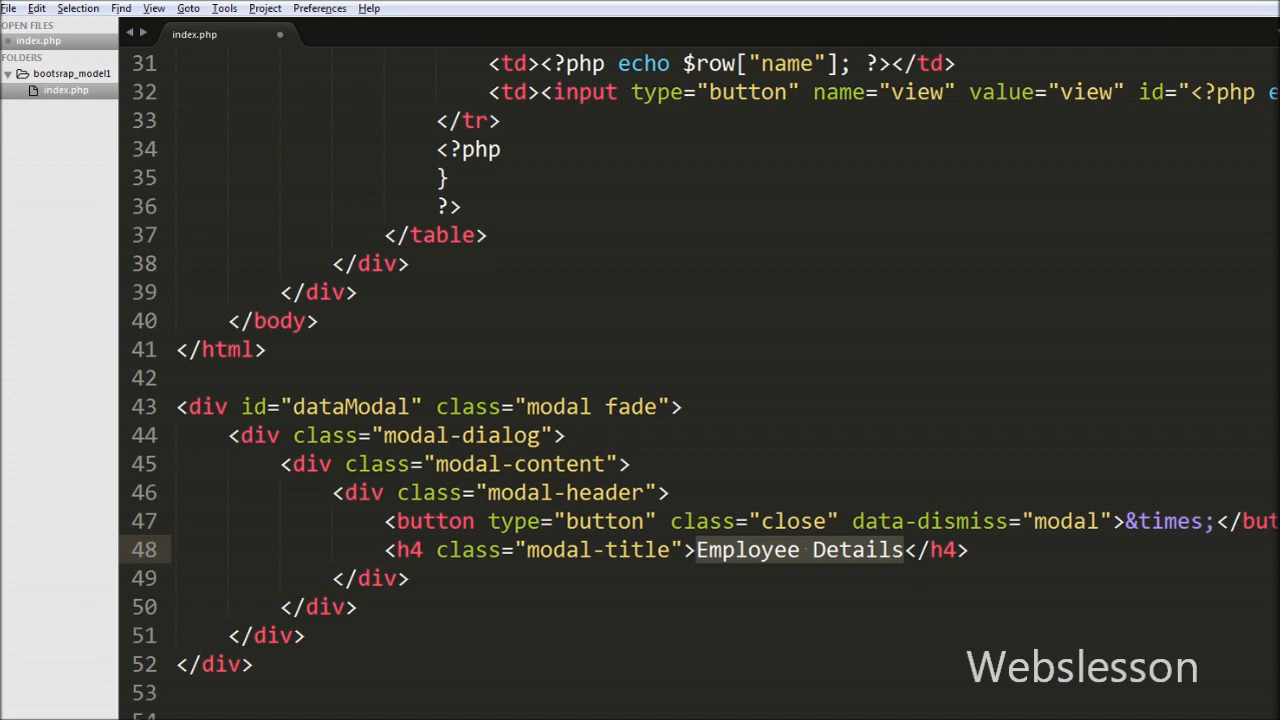 File Edit Selection Find View Goto Tools Project Preferences Help
OPEN FILES
index.php
FOLDERS
bootsrap_model1
index.php
index.php
31 <td><?php echo $row["name"]; ?></td>
32 <td><input type="button" name="view" value="view" id="<?php e
33 </tr>
34 <?php
35 }
36 ?>
37 </table>
38 </div>
39 </div>
40 </body>
41 </html>
42
43 <div id="dataModal" class="modal fade">
44 <div class="modal-dialog">
45 <div class="modal-content">
46 <div class="modal-header">
47 <button type="button" class="close" data-dismiss="modal">&times;</but
48 <h4 class="modal-title">Employee Details</h4>
49 </div>
50 </div>
51 </div>
52 </div>
53
54
Webslesson